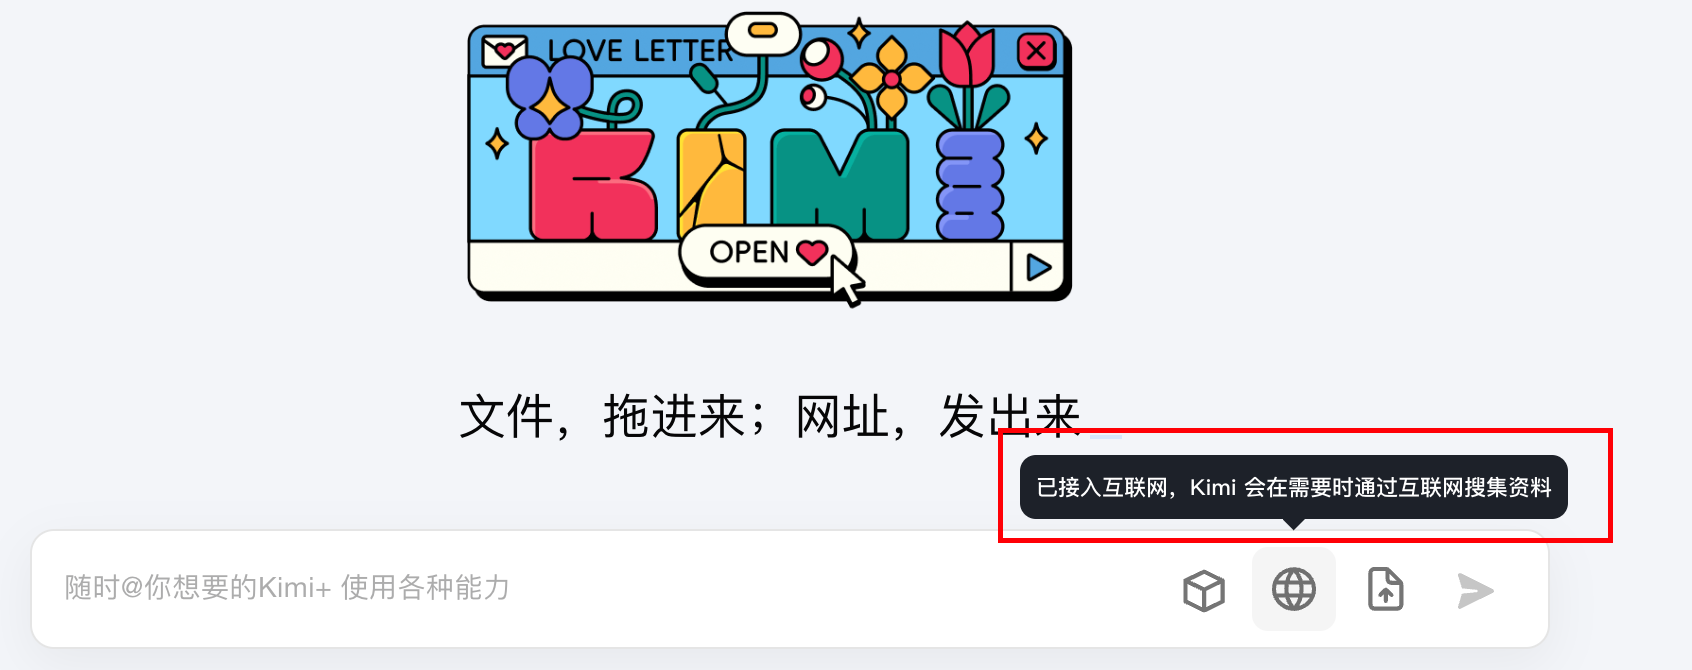 LOVE LETTER
KIMI
OPEN
文件，拖进来；网址，发出来
已接入互联网，Kimi 会在需要时通过互联网搜集资料
随时@你想要的Kimi+ 使用各种能力